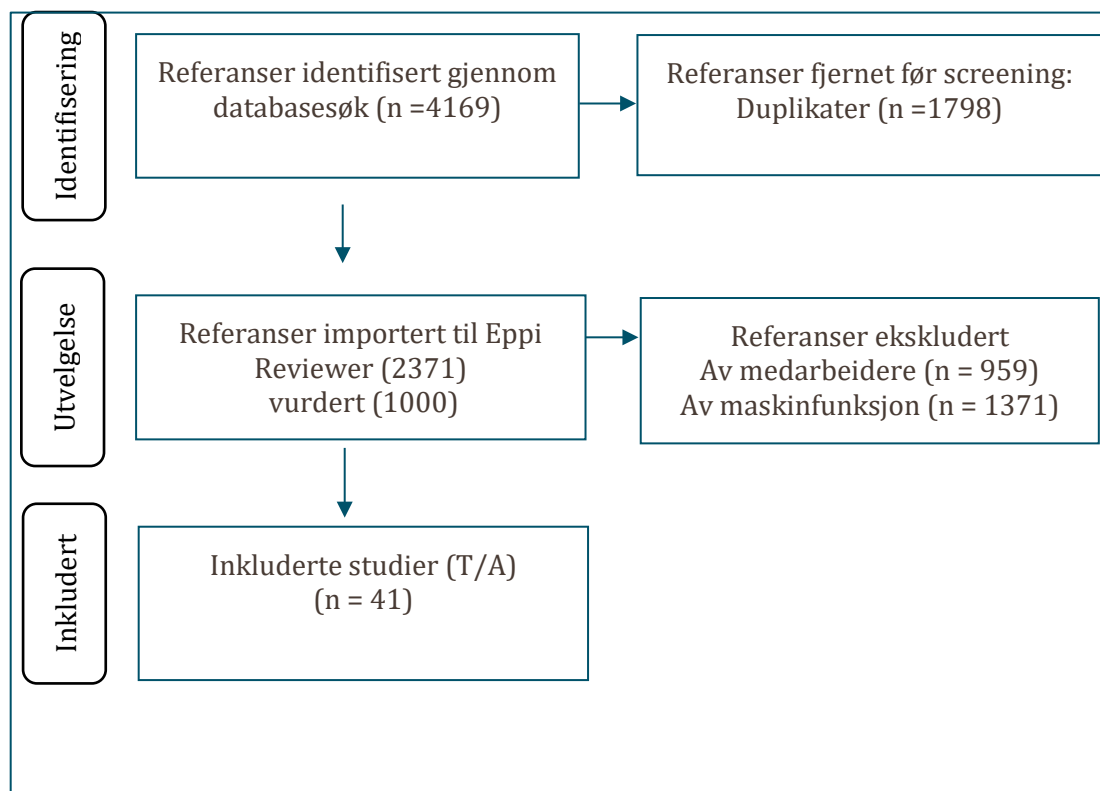 Identifisering
Referanser identifisert gjennom
databasesøk (n =4169)
Referanser fjernet før screening:
Duplikater (n =1798)
Utvelgelse
Referanser importert til Eppi
Reviewer (2371)
vurdert (1000)
Referanser ekskludert
Av medarbeidere (n = 959)
Av maskinfunksjon (n = 1371)
Inkludert
Inkluderte studier (T/A)
(n = 41)